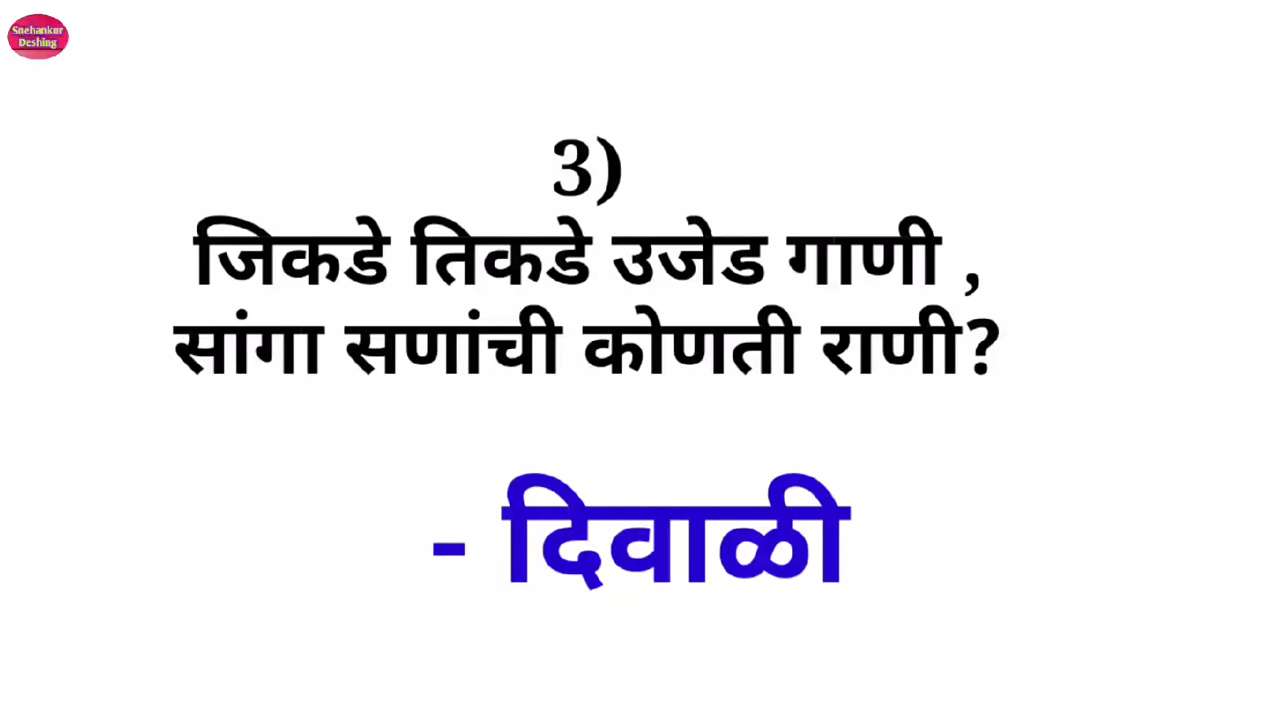 Snehankur
Deshing
3)
जिकडे तिकडे उजेड गाणी ,
सांगा सणांची कोणती राणी?
- दिवाळी